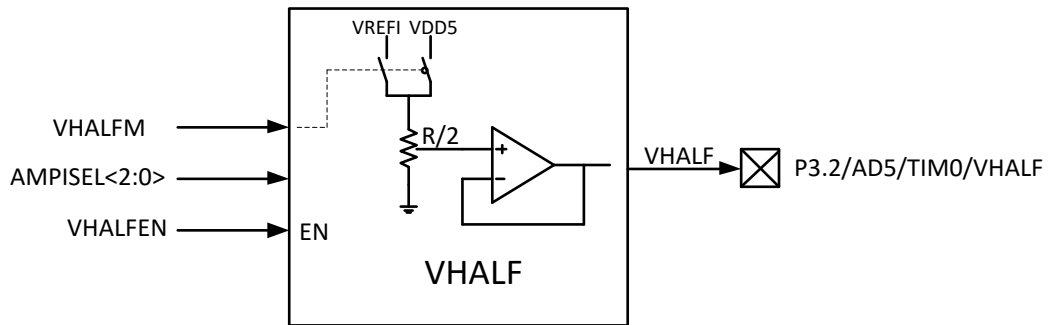 VREFI VDD5
VHALFM
R/2
+
VHALF
P3.2/AD5/TIM0/VHALF
AMPISEL<2:0>
-
VHALFEN
EN
VHALF